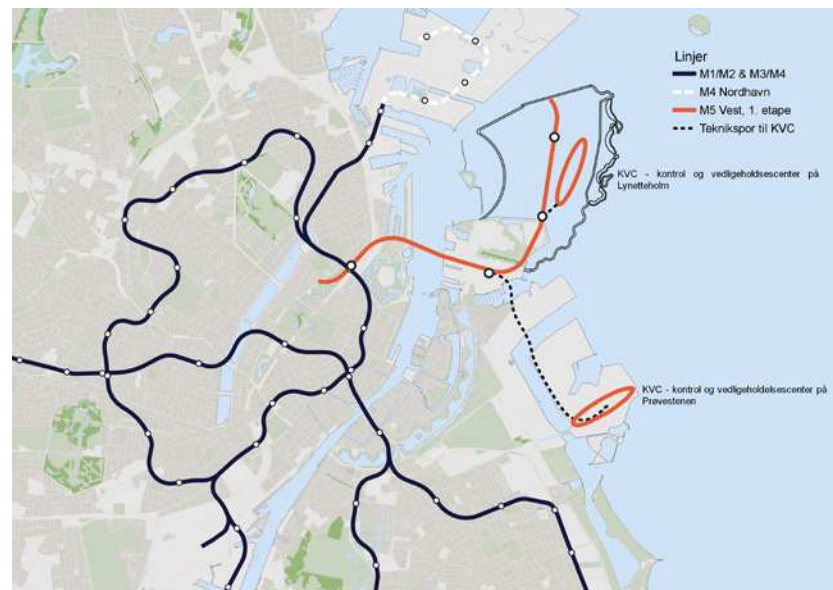 Linjer
M1/M2 & M3/M4
M4 Nordhavn
M5 Vest, 1. etape
Teknikspor til KVC
KVC - kontrol og vedligeholdsescenter på
Lynetteholm
KVC - kontrol og vedligeholdelsescenter på
Prøvestenen